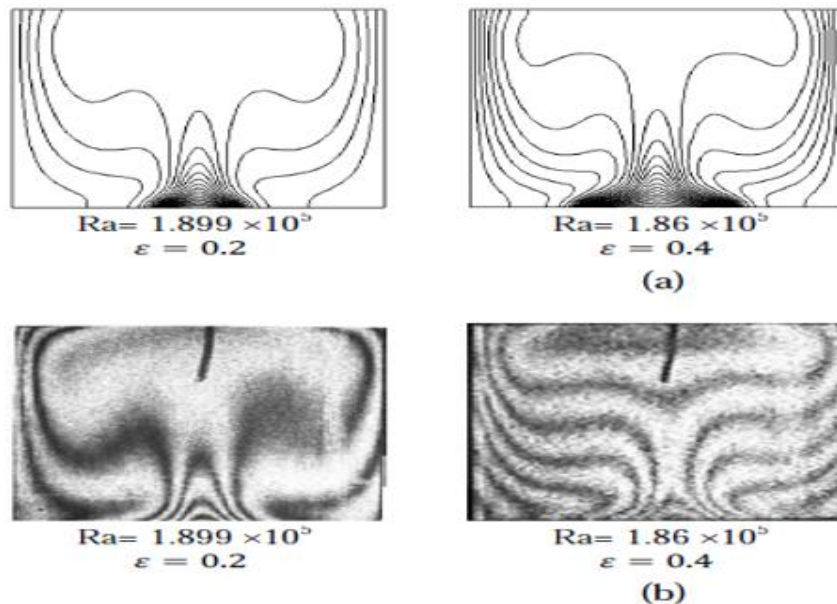 Ra= 1.899 ×10⁵
ε = 0.2
Ra= 1.86 ×10⁵
ε = 0.4
(a)
Ra= 1.899 ×10⁵
ε = 0.2
Ra= 1.86 ×10⁵
ε = 0.4
(b)